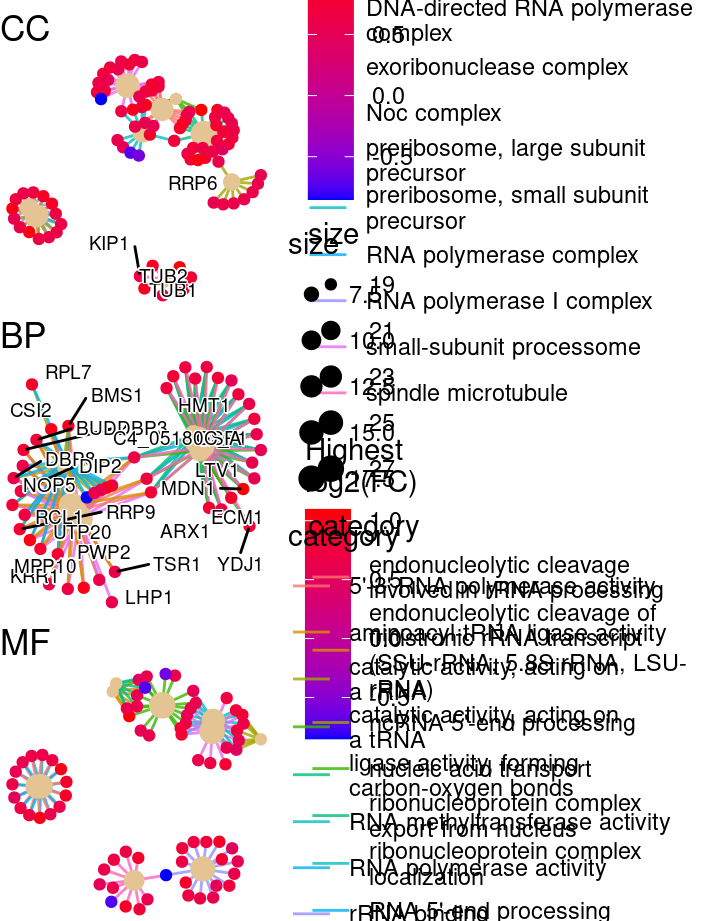 CC
RRP6
KIP1
TUB2
TUB1
BP
RPL7
BMS1
CSI2
HMT1
DIP2
LTV1
NOP5
MDN1
RCL1
RRP9
ECM1
UTP20
ARX1
PWP2
MPP10
TSR1
YDJ1
KRR1
LHP1
MF
DNA-directed RNA polymerase
complex
0.5
exoribonuclease complex
0.0
Noc complex
preribosome, large subunit
-0.5
precursor
preribosome, small subunit
precursor
size
size
RNA polymerase complex
19
7.5
RNA polymerase I complex
21
10.0
small-subunit processome
23
12.5
spindle microtubule
25
15.0
Highest
27
17.5
log2(FC)
1.0
category
category
endonucleolytic cleavage
0.5
involved in rRNA processing
5'-3' RNA polymerase activity
endonucleolytic cleavage of
aminoacyl-tRNA ligase activity
0.0
tricistronic rRNA transcript
(SSU-rRNA, 5.8S rRNA, LSU-
rRNA)
catalytic activity, acting on
a rRNA
-0.5
catalytic activity, acting on
a tRNA
ncRNA 5'-end processing
ligase activity, forming
carbon-oxygen bonds
nucleic acid transport
ribonucleoprotein complex
export from nucleus
RNA methyltransferase activity
ribonucleoprotein complex
localization
RNA polymerase activity
RNA 5'-end processing
rRNA binding